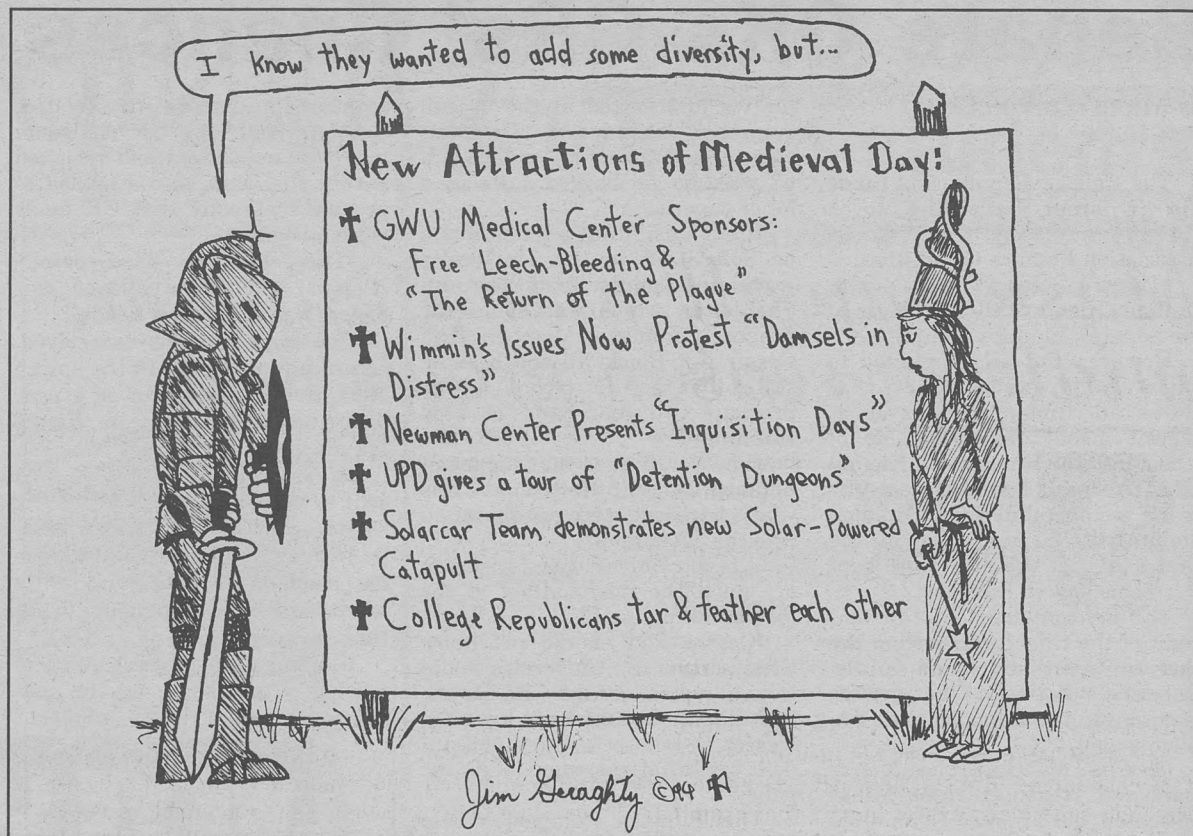 I know they wanted to add some diversity, but...
New Attractions of Medieval Day!
GWU Medical Center Sponsors:
Free Leech-Bleeding &
"The Return of the Plague"
Wimmin's Issues Now Protest "Damsels in
Distress"
Newman Center Presents "Inquisition Days"
UPD gives a tour of "Detention Dungeons"
Solarcar Team demonstrates new Solar-Powered
Catapult
College Republicans tar & feather each other
Jim Geraghty ©94